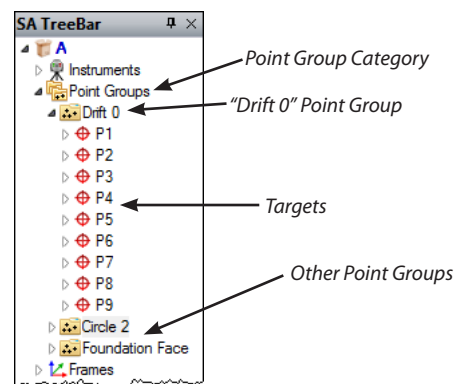 SA TreeBar
A
Instruments
Point Groups
Drift 0
P1
P2
P3
P4
P5
P6
P7
P8
P9
Circle 2
Foundation Face
Frames
Point Group Category
“Drift 0” Point Group
Targets
Other Point Groups